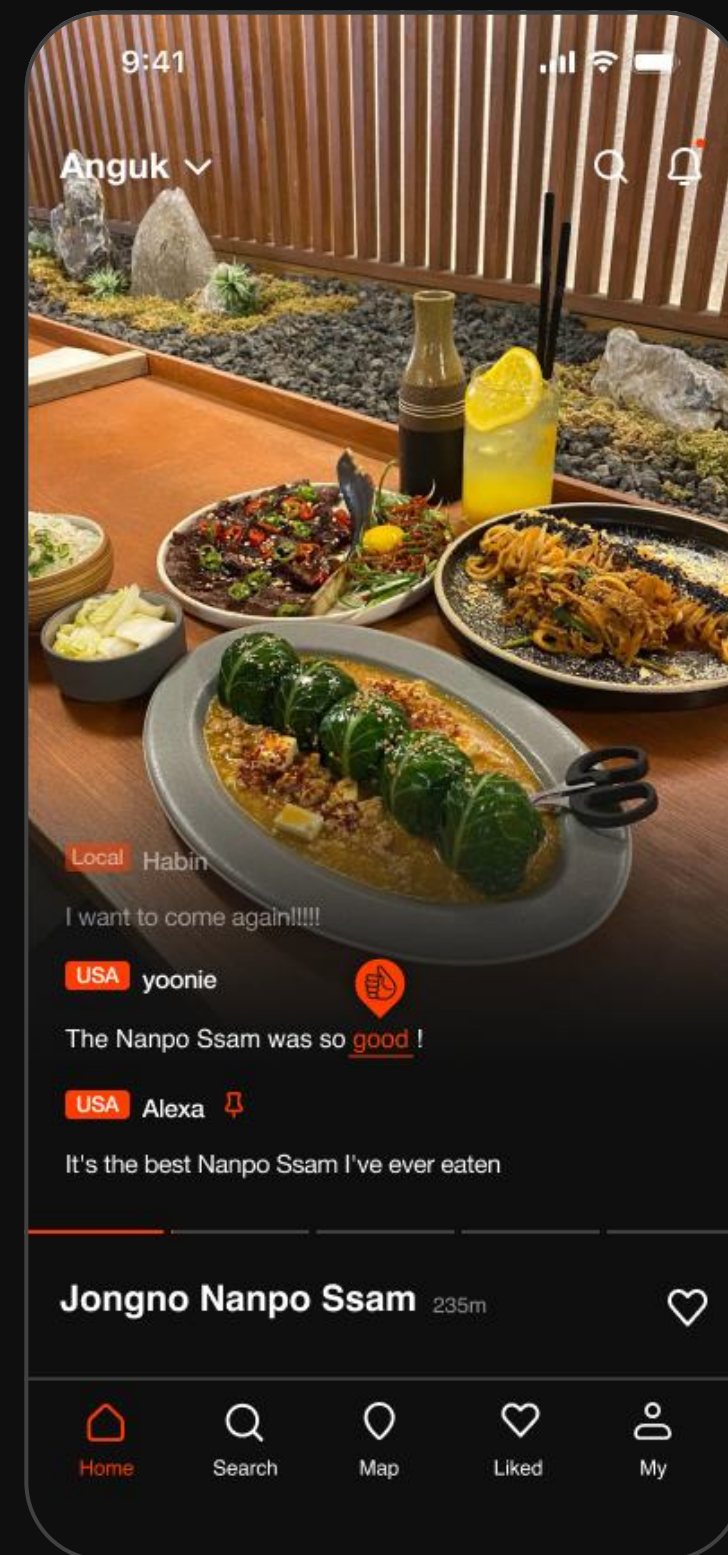 9:41
Anguk
Local Habin
I want to come again!!!!!
USA yoonie
The Nanpo Ssam was so good !
USA Alexa
It's the best Nanpo Ssam I've ever eaten
Jongno Nanpo Ssam 235m
Home Search Map Liked My